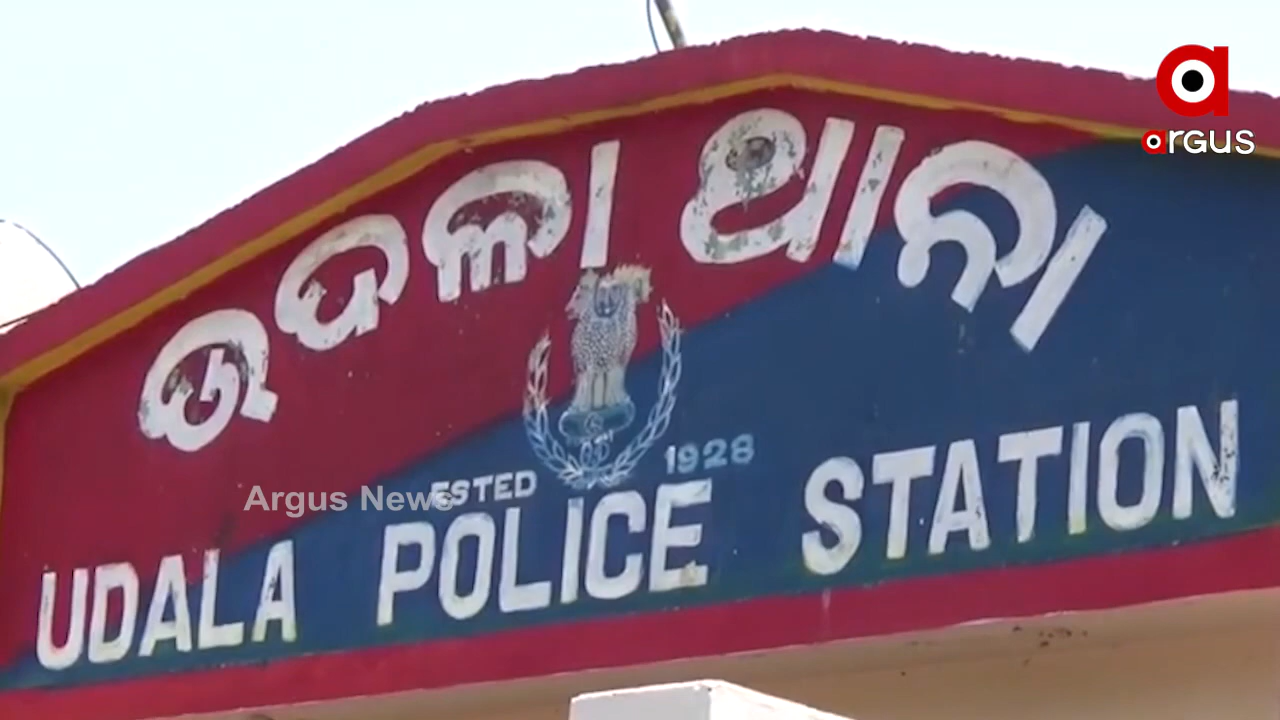 argus
ଉଦଳା ଥାନା
ESTED 1928
Argus News
UDALA POLICE STATION